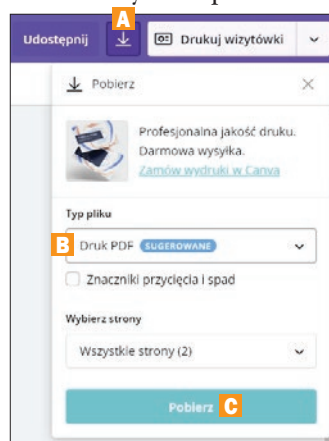 A
Udostępnij
Drukuj wizytówki
Pobierz
Profesjonalna jakość druku.
Darmowa wysyłka.
Zamów wydruki w Canva
Typ pliku
B Druk PDF SUGEROWANE
Znaczniki przycięcia i spad
Wybierz strony
Wszystkie strony (2)
Pobierz C